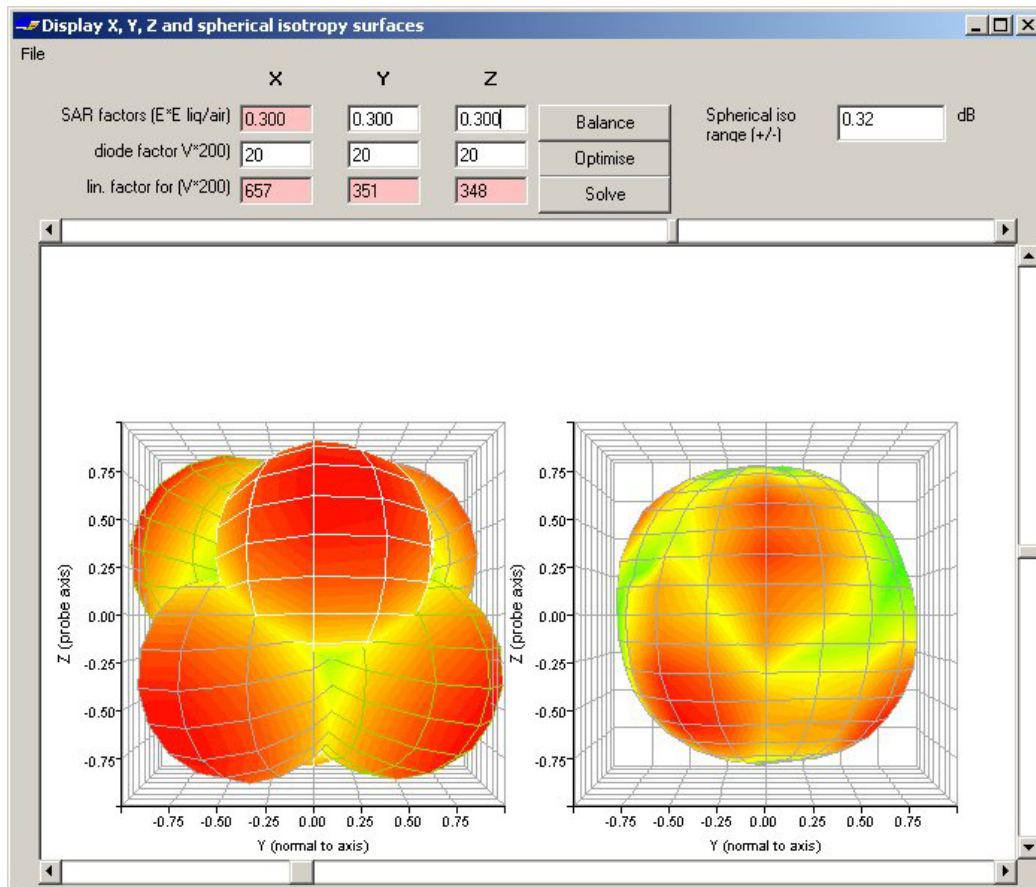 Display X, Y, Z and spherical isotropy surfaces
File
X Y Z
SAR factors (E*E liq/air) 0.300 0.300 0.300 Balance Spherical iso range (+/-) 0.32 dB
diode factor V*200) 20 20 20 Optimise
lin. factor for (V*200) 657 351 348 Solve
0.75
0.50
0.25
0.00
-0.25
-0.50
-0.75
Z (probe axis)
-0.75 -0.50 -0.25 0.00 0.25 0.50 0.75
Y (normal to axis)
0.75
0.50
0.25
0.00
-0.25
-0.50
-0.75
Z (probe axis)
-0.75 -0.50 -0.25 0.00 0.25 0.50 0.75
Y (normal to axis)